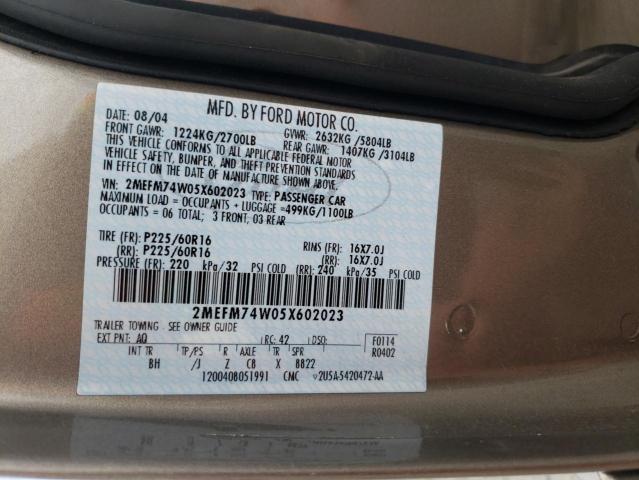 MFD. BY FORD MOTOR CO.
DATE: 08/04 GVWR: 2632KG /5804LB
FRONT GAWR: 1224KG/2700LB REAR GAWR: 1407KG /3104LB
THIS VEHICLE CONFORMS TO ALL APPLICABLE FEDERAL MOTOR
VEHICLE SAFETY, BUMPER, AND THEFT PREVENTION STANDARDS
IN EFFECT ON THE DATE OF MANUFACTURE SHOWN ABOVE.
VIN: 2MEFM74W05X602023 TYPE: PASSENGER CAR
MAXIMUM LOAD = OCCUPANTS + LUGGAGE =499KG/1100LB
OCCUPANTS = 06 TOTAL; 3 FRONT, 03 REAR
TIRE (FR): P225/60R16 RIMS (FR): 16X7.0J
(RR): P225/60R16 (RR): 16X7.0J
PRESSURE (FR): 220 kPa/32 PSI COLD (RR): 240 kPa/35 PSI COLD
2MEFM74W05X602023
TRAILER TOWING - SEE OWNER GUIDE
EXT PNT: AQ RC: 42 DSO: F0114
R0402
INT TR TP/PS R AXLE TR SPR
BH /J Z C8 X 8822
1200408051991 CMC 2U5A-5420472-AA